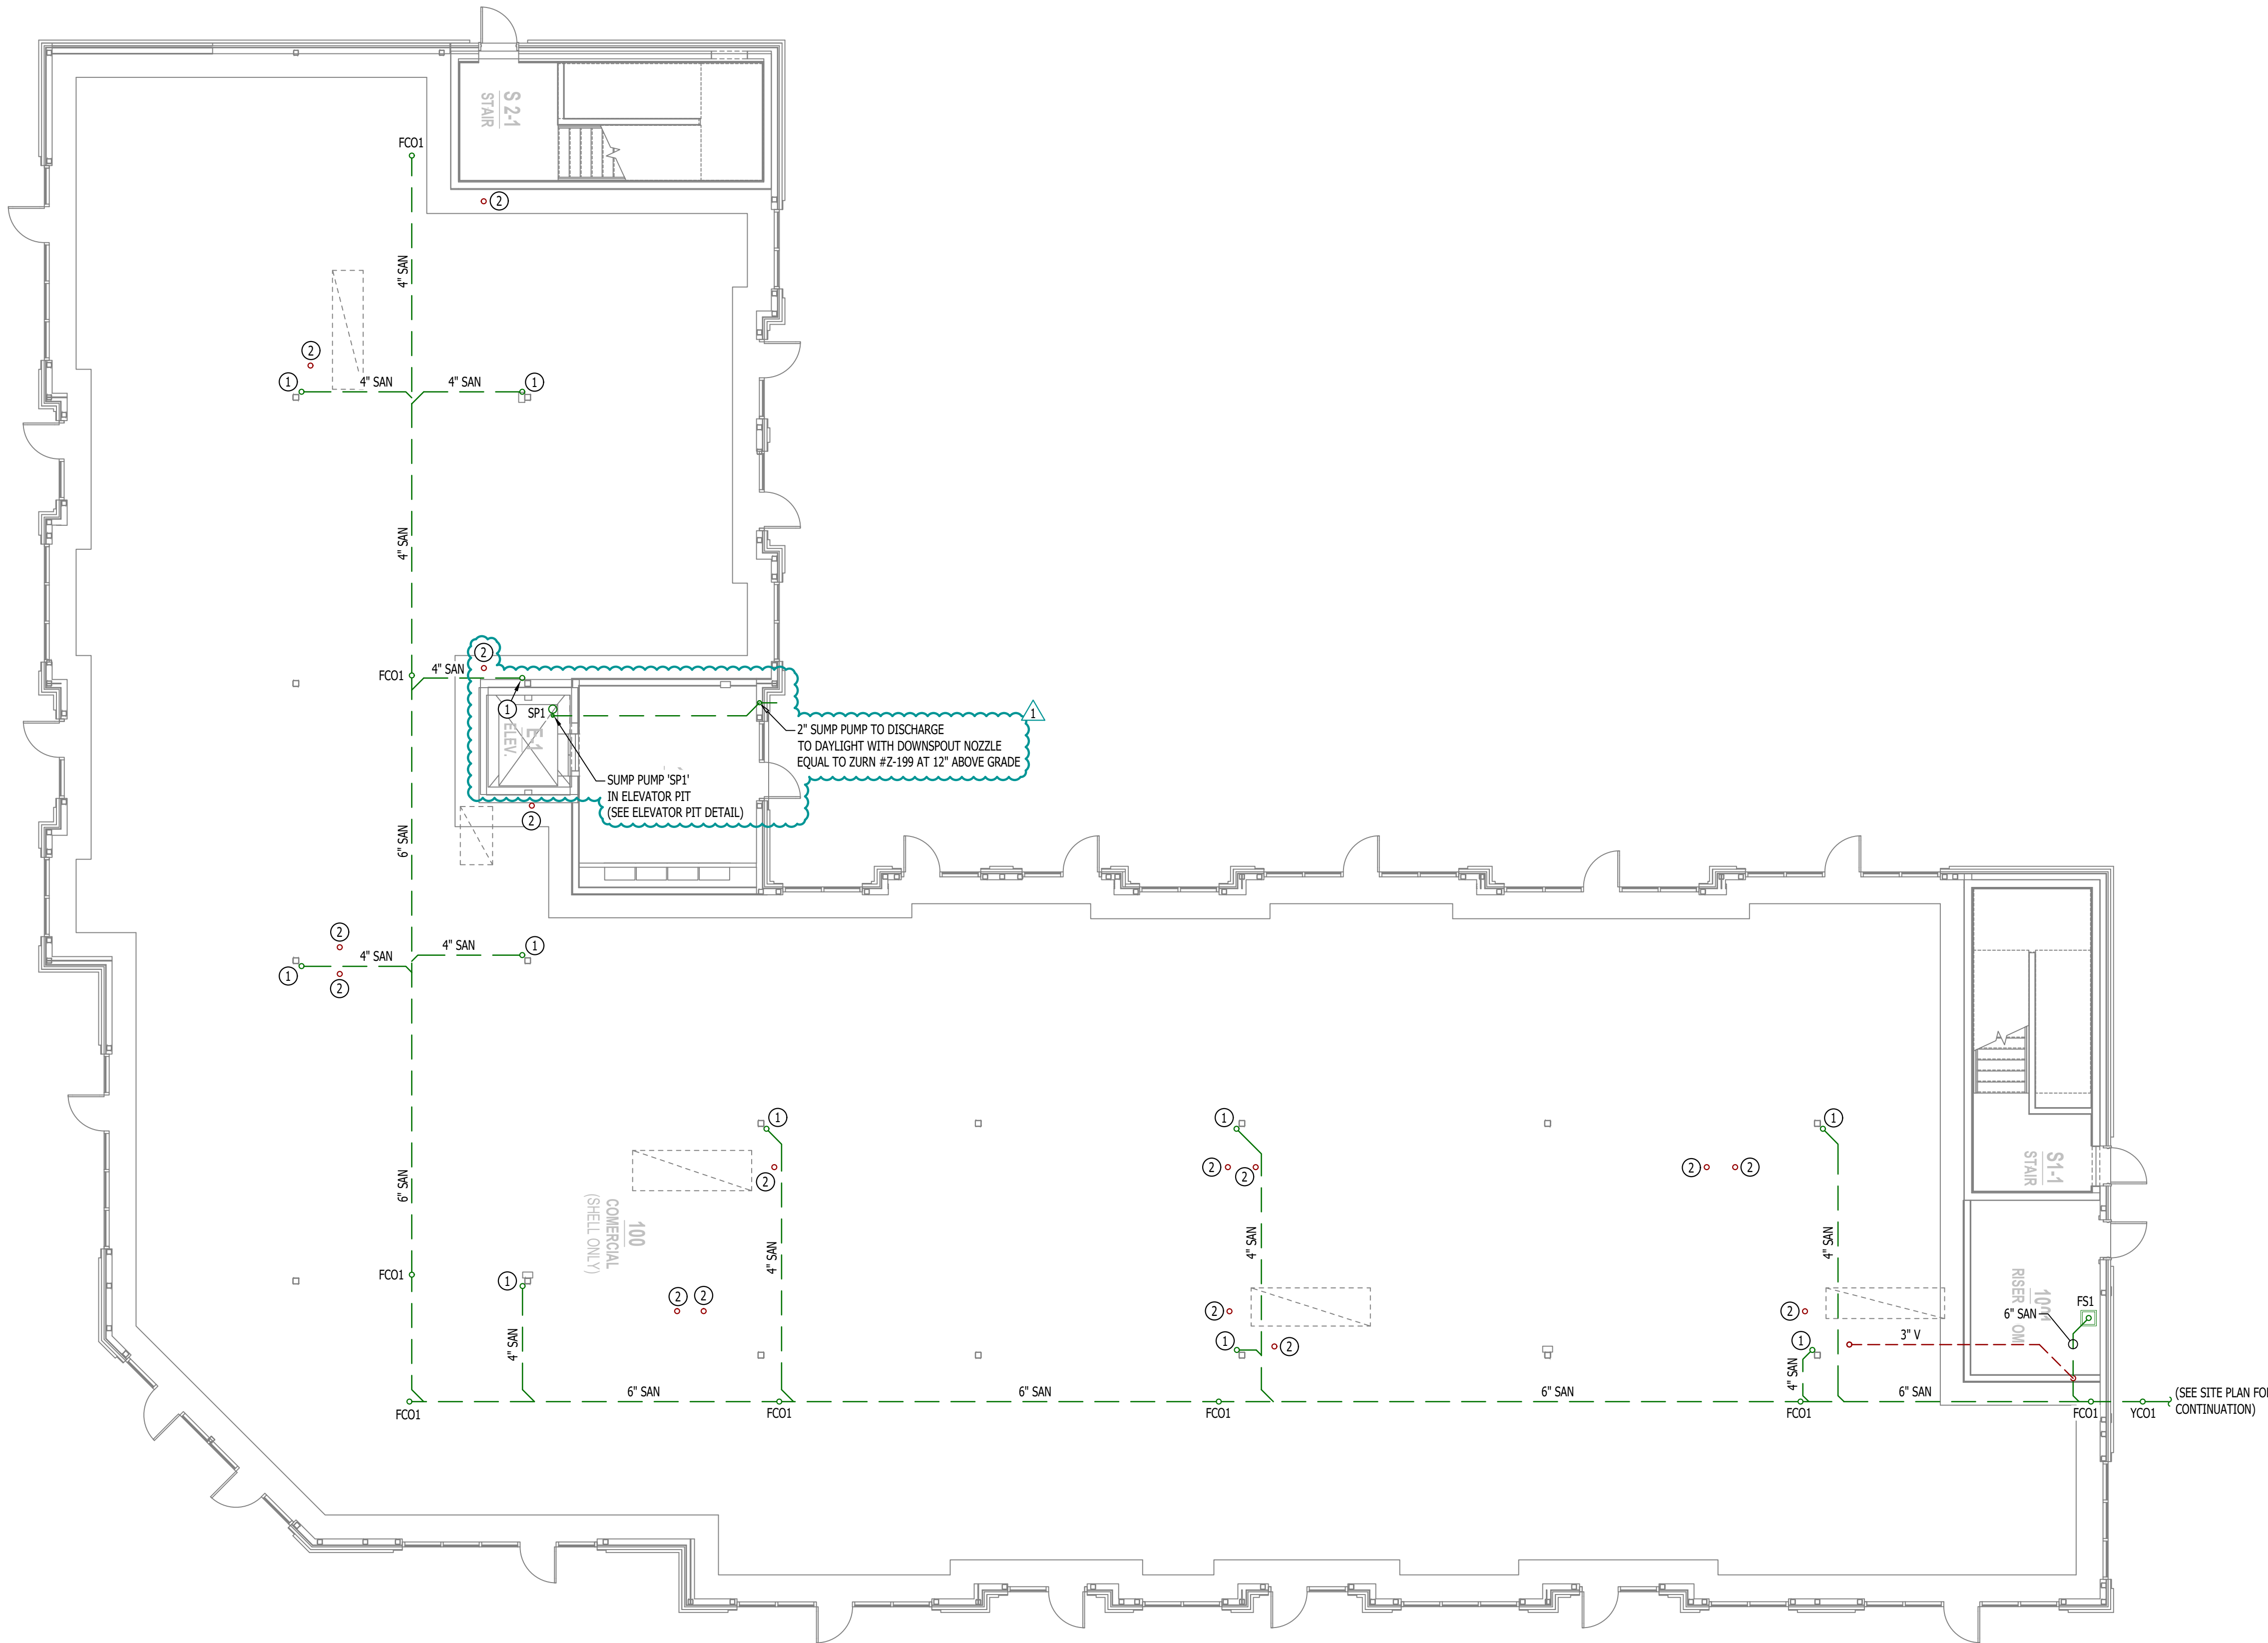 S 2-1
STAIR
FCO1
2
4" SAN
2
1
4" SAN
4" SAN
1
4" SAN
2
FCO1
4" SAN
1
SP1
E-1
ELEV.
1
2" SUMP PUMP TO DISCHARGE
TO DAYLIGHT WITH DOWNSPOUT NOZZLE
EQUAL TO ZURN #Z-199 AT 12" ABOVE GRADE
SUMP PUMP 'SP1'
IN ELEVATOR PIT
(SEE ELEVATOR PIT DETAIL)
2
6" SAN
2
4" SAN
1
4" SAN
1
2
1
1
1
2
2
2
2
2
S1-1
STAIR
6" SAN
100
COMERCIAL
(SHELL ONLY)
4" SAN
4" SAN
4" SAN
FCO1
1
2
2
2
2
1
2
1
4" SAN
4" SAN
RISER
FS1
6" SAN
3" V
6" SAN
6" SAN
6" SAN
6" SAN
FCO1
FCO1
FCO1
FCO1
FCO1
YCO1
(SEE SITE PLAN FO
CONTINUATION)